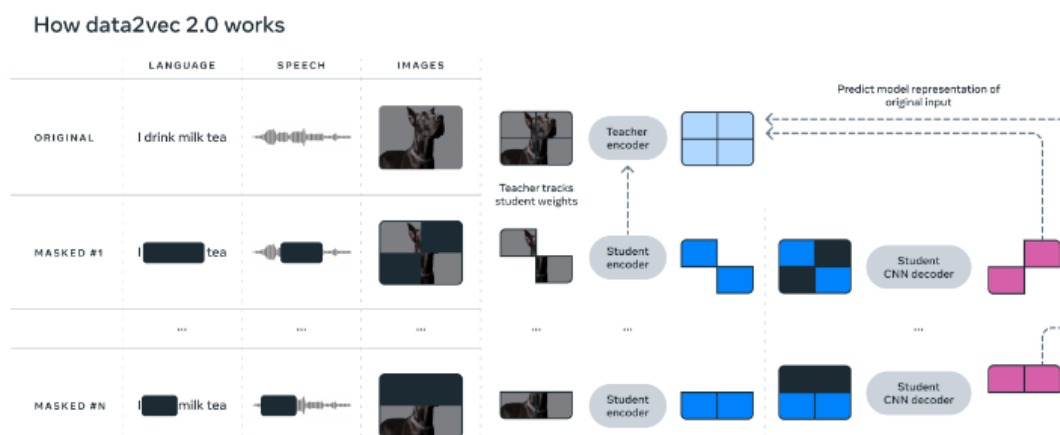 How data2vec 2.0 works
LANGUAGE
SPEECH
IMAGES
Predict model representation of
original input
ORIGINAL
I drink milk tea
Teacher
encoder
Teacher tracks
student weights
MASKED #1
I tea
Student
encoder
Student
CNN decoder
...
...
...
...
...
...
MASKED #N
I milk tea
Student
encoder
Student
CNN decoder